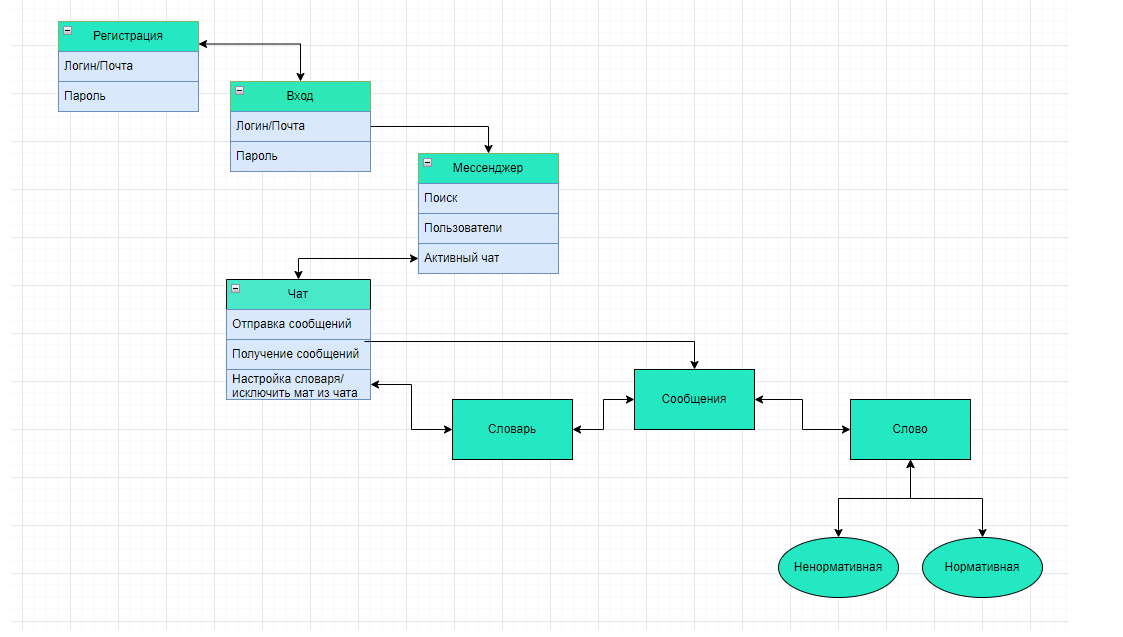 Регистрация
Логин/Почта
Пароль
Вход
Логин/Почта
Пароль
Мессенджер
Поиск
Пользователи
Активный чат
Чат
Отправка сообщений
Получение сообщений
Настройка словаря/
исключить мат из чата
Словарь
Сообщения
Слово
Ненормативная
Нормативная